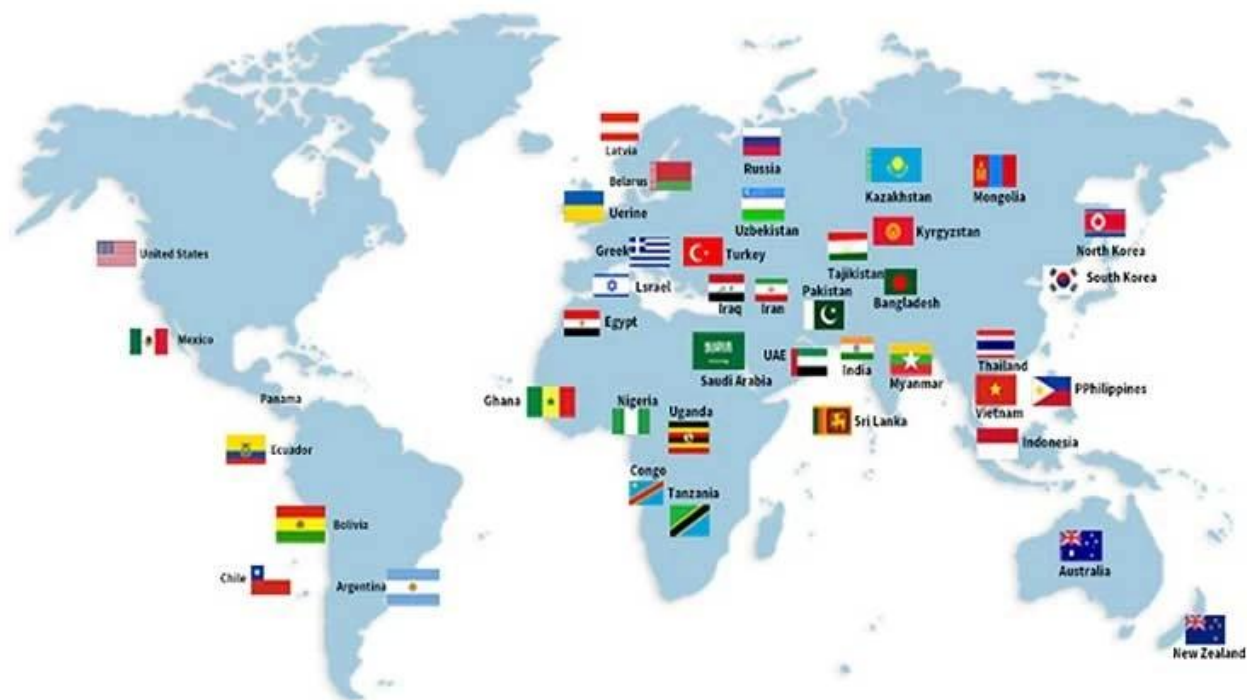 Latvia
Russia
Belarus
Kazakhstan
Mongolia
Uerine
Uzbekistan
Kyrgyzstan
North Korea
United States
Greek
Turkey
Tajikistan
South Korea
Lsrael
Iraq
Iran
Pakistan
Bangladesh
Egypt
Mexico
Saudi Arabia
UAE
India
Myanmar
Thailand
Panama
Ghana
Nigeria
Uganda
Sri Lanka
Vietnam
PPhilippines
Ecuador
Indonesia
Congo
Tanzania
Bolivia
Chile
Argentina
Australia
New Zealand